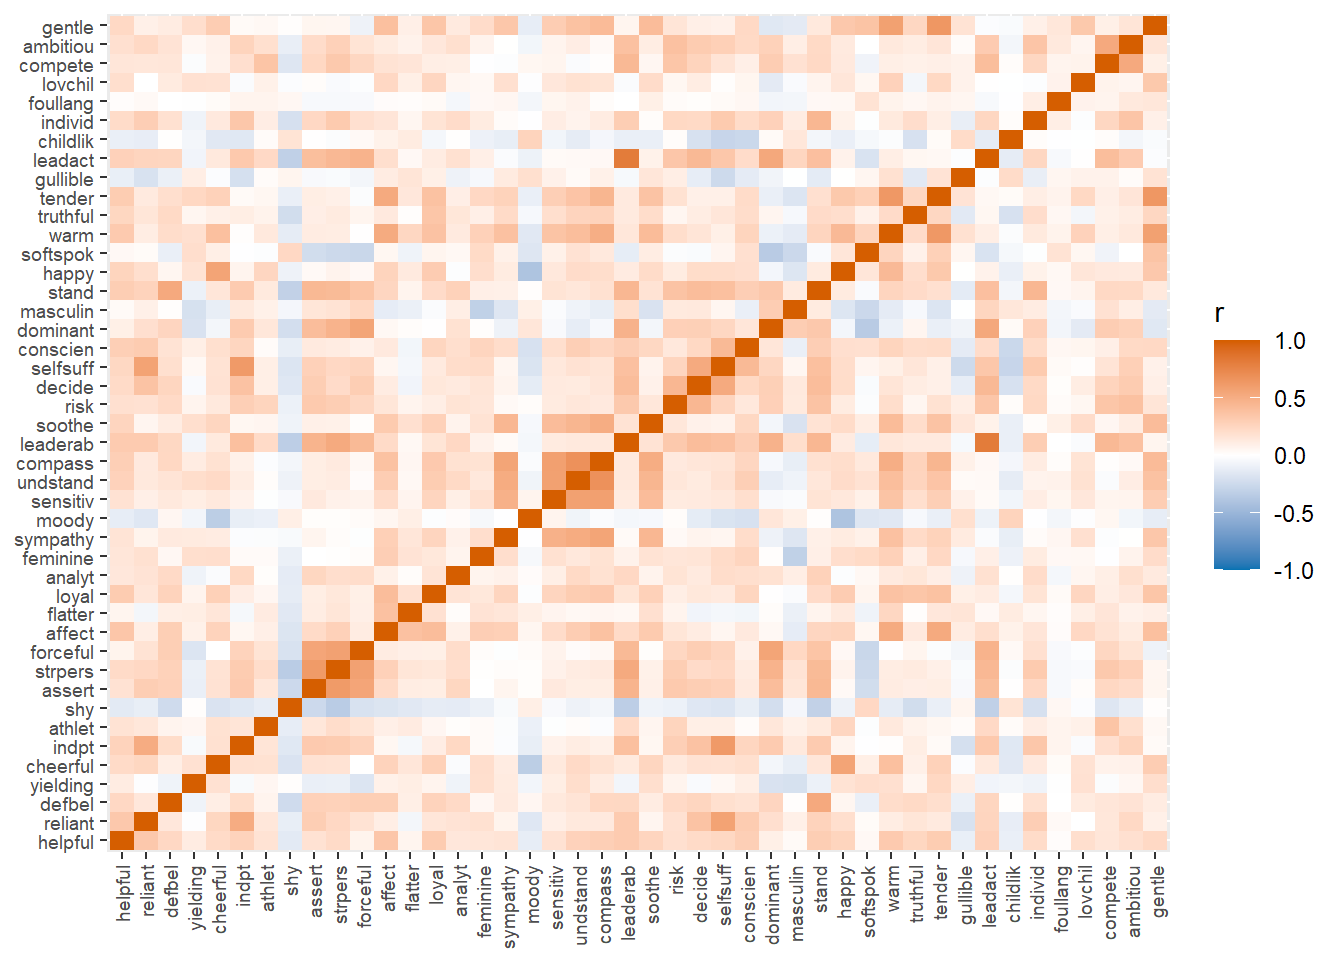 gentle
ambitiou
compete
lovchil
foullang
individ
childlik
leadact
gullible
tender
truthful
warm
softspok
happy
stand
masculin
dominant
conscien
selfsuff
decide
risk
soothe
leaderab
compass
undstand
sensitiv
moody
sympathy
feminine
analyt
loyal
flatter
affect
forceful
strpers
assert
shy
athlet
indpt
cheerful
yielding
defbel
reliant
helpful
helpful
reliant
defbel
yielding
cheerful
indpt
athlet
shy
assert
strpers
forceful
affect
flatter
loyal
analyt
feminine
sympathy
moody
sensitiv
undstand
compass
leaderab
soothe
risk
decide
selfsuff
conscien
dominant
masculin
stand
happy
softspok
warm
truthful
tender
gullible
leadact
childlik
individ
foullang
lovchil
compete
ambitiou
gentle
r
1.0
0.5
0.0
-0.5
-1.0